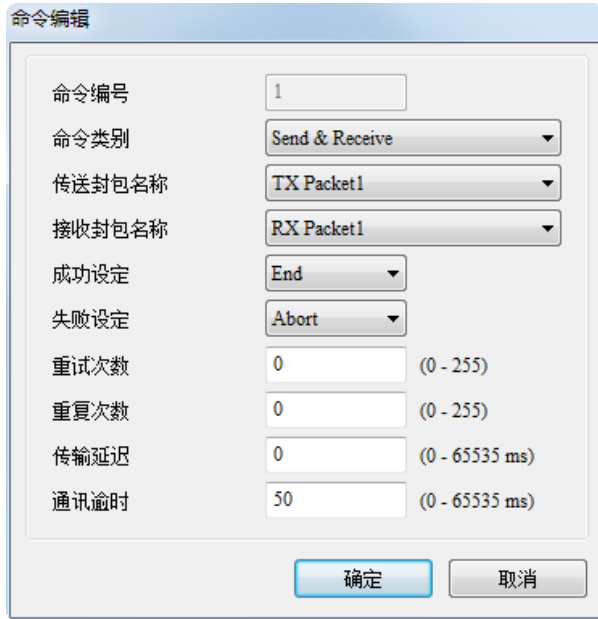 命令编辑
命令编号 1
命令类别 Send & Receive
传送封包名称 TX Packet1
接收封包名称 RX Packet1
成功设定 End
失败设定 Abort
重试次数 0 (0 - 255)
重复次数 0 (0 - 255)
传输延迟 0 (0 - 65535 ms)
通讯逾时 50 (0 - 65535 ms)
确定 取消